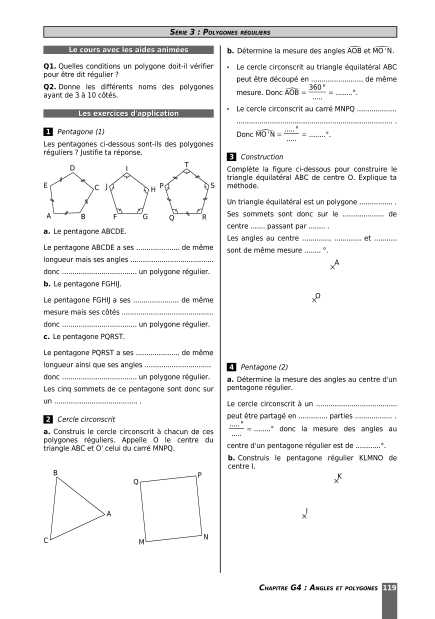 SÉRIE 3 : POLYGONES RÉGULIERS
Le cours avec les aides animées
Q1. Quelles conditions un polygone doit-il vérifier
pour être dit régulier ?
Q2. Donne les différents noms des polygones
ayant de 3 à 10 côtés.
Les exercices d'application
1 Pentagone (1)
Les pentagones ci-dessous sont-ils des polygones
réguliers ? Justifie ta réponse.
D I T
E C J H P S
A B F G Q R
a. Le pentagone ABCDE.
Le pentagone ABCDE a ses ..................... de même
longueur mais ses angles ........................................
donc .................................... un polygone régulier.
b. Le pentagone FGHIJ.
Le pentagone FGHIJ a ses ...................... de même
mesure mais ses côtés ............................................
donc .................................... un polygone régulier.
c. Le pentagone PQRST.
Le pentagone PQRST a ses ..................... de même
longueur ainsi que ses angles ................................
donc .................................... un polygone régulier.
Les cinq sommets de ce pentagone sont donc sur
un ........................................ .
2 Cercle circonscrit
a. Construis le cercle circonscrit à chacun de ces
polygones réguliers. Appelle O le centre du
triangle ABC et O' celui du carré MNPQ.
B Q P
A
C M N
b. Détermine la mesure des angles AOB et MO'N.
• Le cercle circonscrit au triangle équilatéral ABC
peut être découpé en ......................... de même
mesure. Donc AOB = 360° / ..... = ........°.
• Le cercle circonscrit au carré MNPQ ...................
........................................................................... .
Donc MO'N = .....° / ..... = ........°.
3 Construction
Complète la figure ci-dessous pour construire le
triangle équilatéral ABC de centre O. Explique ta
méthode.
Un triangle équilatéral est un polygone ................ .
Ses sommets sont donc sur le .................... de
centre ....... passant par ........ .
Les angles au centre ............., ............. et ...........
sont de même mesure ........ °.
A
O
4 Pentagone (2)
a. Détermine la mesure des angles au centre d'un
pentagone régulier.
Le cercle circonscrit à un .......................................
peut être partagé en .............. parties .................. .
.....° / ..... = ........° donc la mesure des angles au
centre d'un pentagone régulier est de ............°.
b. Construis le pentagone régulier KLMNO de
centre I.
K
I
CHAPITRE G4 : ANGLES ET POLYGONES 119